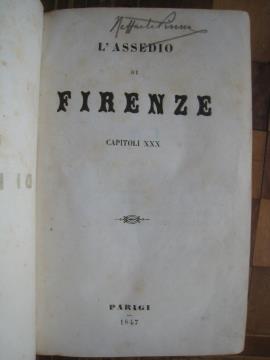 L'ASSEDIO
DI
FIRENZE
CAPITOLI XXX
PARIGI
1847